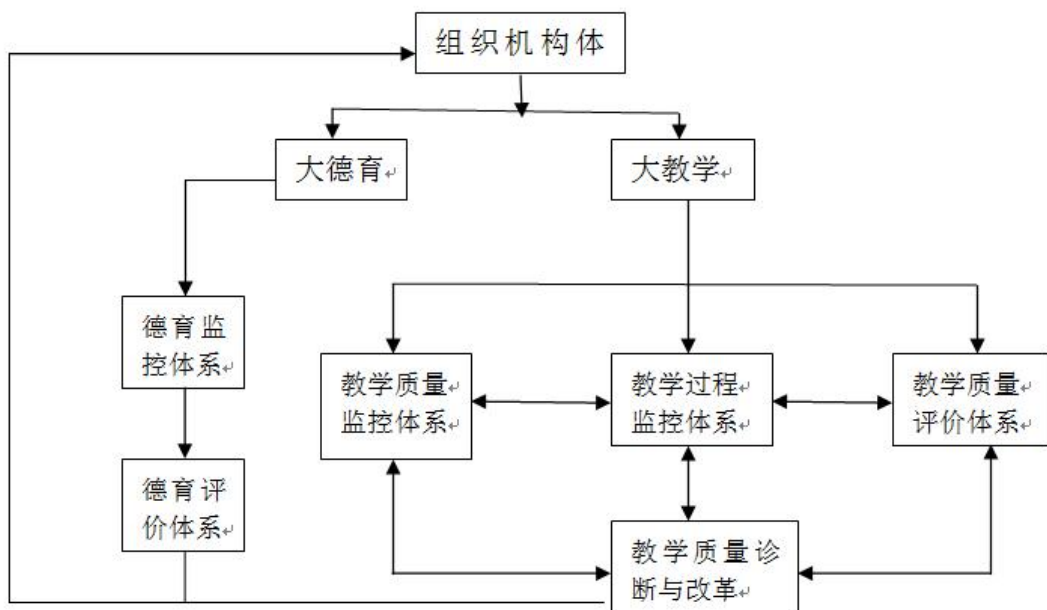 组织机构体
大德育
大教学
德育监
控体系
教学质量
监控体系
教学过程
监控体系
教学质量
评价体系
德育评
价体系
教学质量诊
断与改革